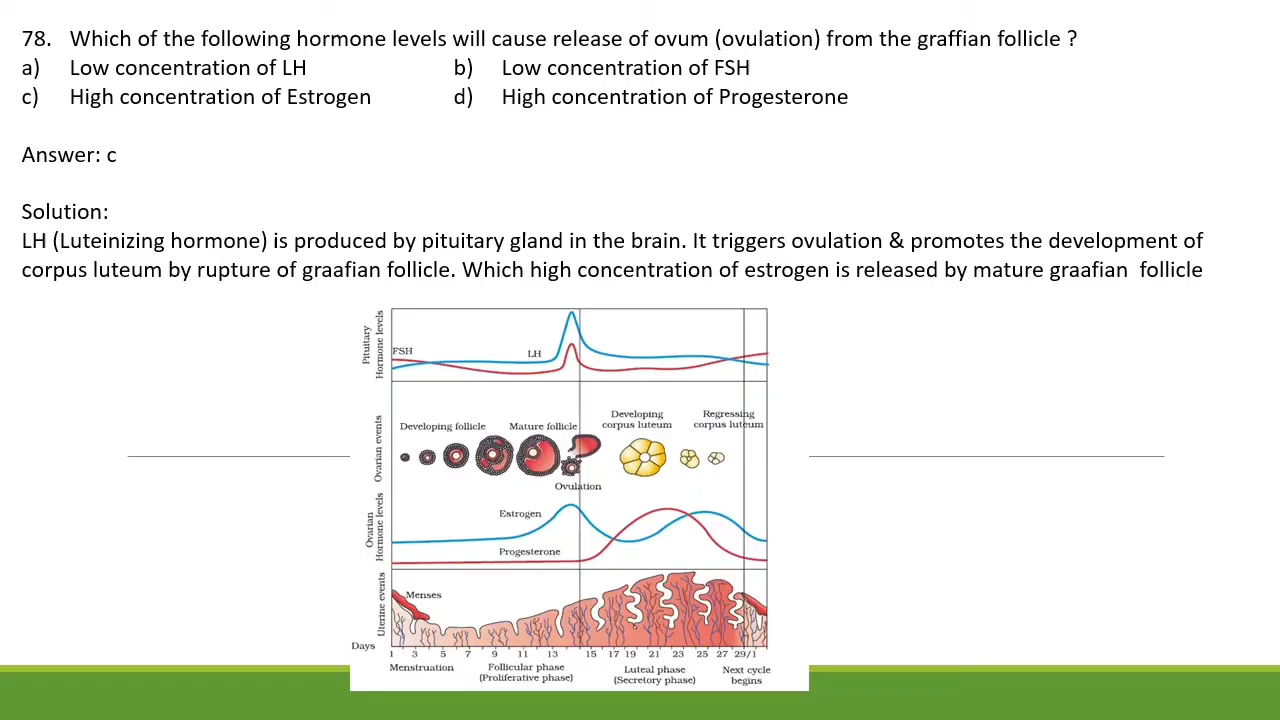 78. Which of the following hormone levels will cause release of ovum (ovulation) from the graffian follicle ?
a) Low concentration of LH b) Low concentration of FSH
c) High concentration of Estrogen d) High concentration of Progesterone
Answer: c
Solution:
LH (Luteinizing hormone) is produced by pituitary gland in the brain. It triggers ovulation & promotes the development of
corpus luteum by rupture of graafian follicle. Which high concentration of estrogen is released by mature graafian follicle
Pituitary
Hormone levels
FSH
LH
Ovarian events
Developing follicle
Mature follicle
Developing
corpus luteum
Regressing
corpus luteum
Ovulation
Ovarian
Hormone levels
Estrogen
Progesterone
Uterine events
Menses
Days
1 3 5 7 9 11 13 15 17 19 21 23 25 27 29/1
Menstruation
Follicular phase
(Proliferative phase)
Luteal phase
(Secretory phase)
Next cycle
begins